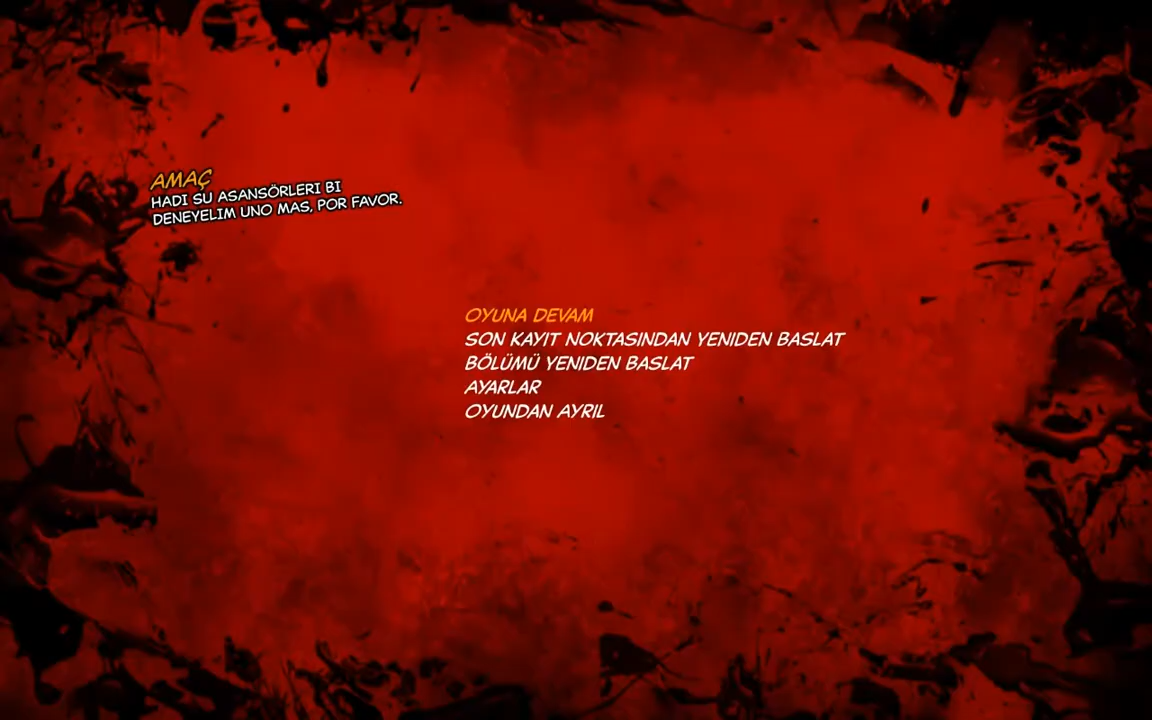 AMAÇ
HADI SU ASANSÖRLERI BI
DENEYELIM UNO MAS, POR FAVOR.
OYUNA DEVAM
SON KAYIT NOKTASINDAN YENIDEN BASLAT
BÖLÜMÜ YENIDEN BASLAT
AYARLAR
OYUNDAN AYRIL